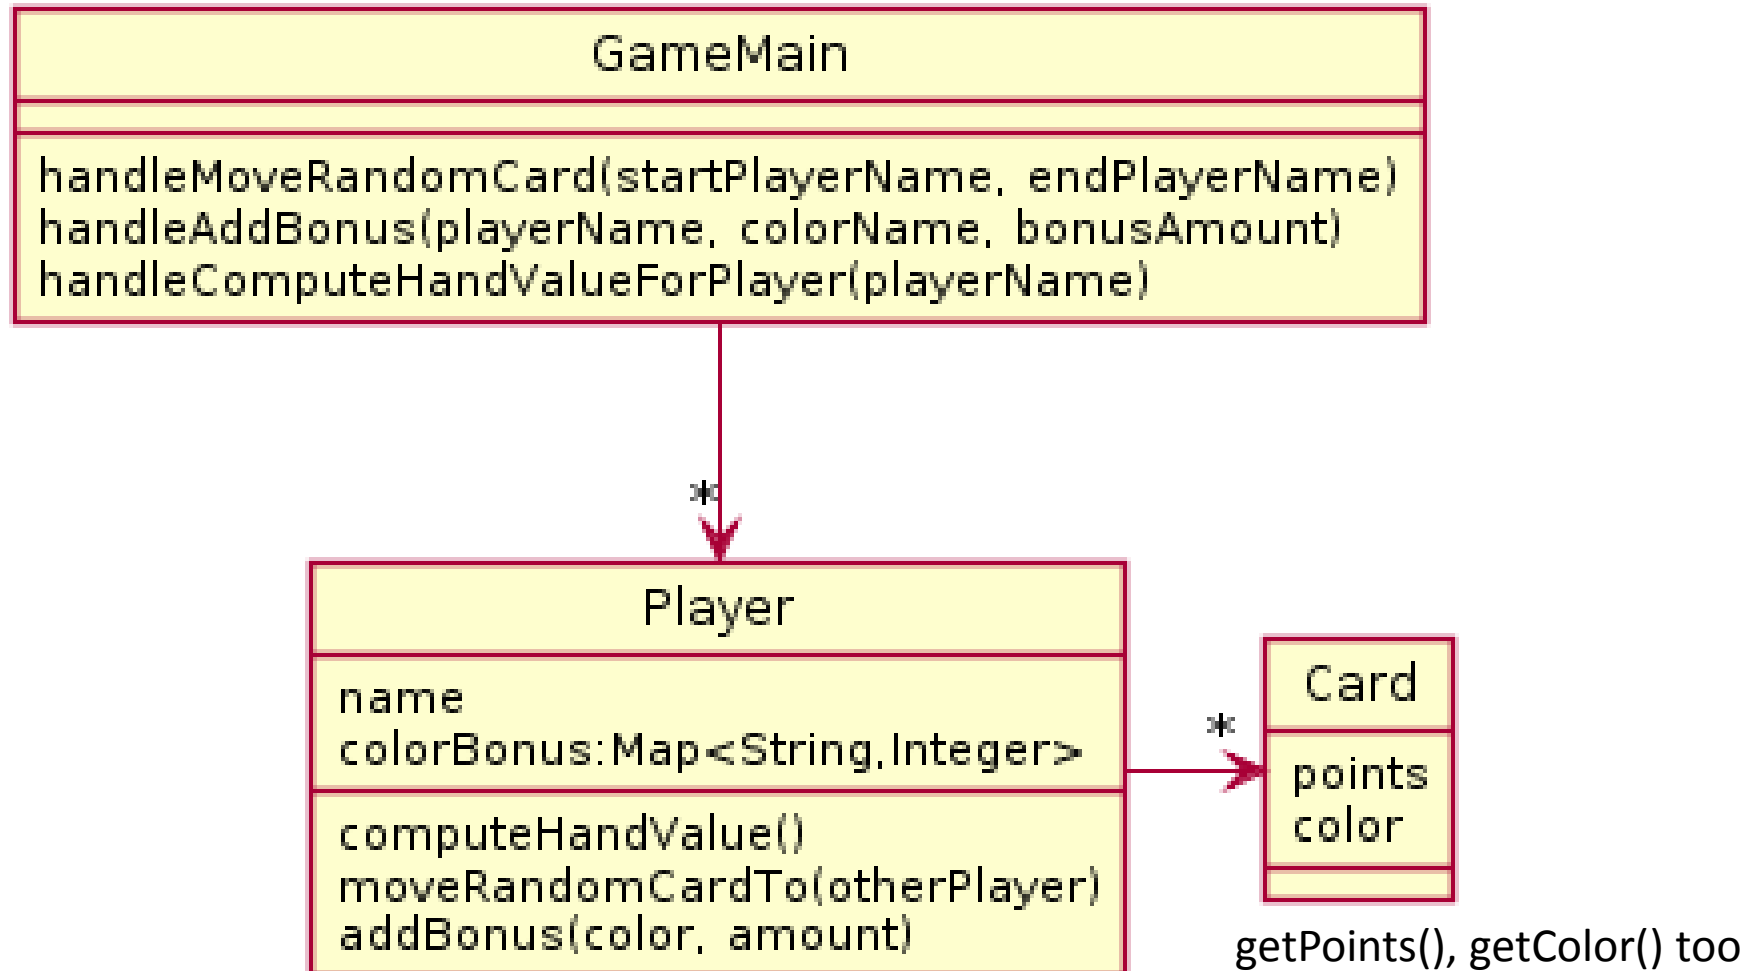 GameMain
handleMoveRandomCard(startPlayerName, endPlayerName)
handleAddBonus(playerName, colorName, bonusAmount)
handleComputeHandValueForPlayer(playerName)
*
Player
name
colorBonus:Map<String,Integer>
computeHandValue()
moveRandomCardTo(otherPlayer)
addBonus(color, amount)
*
Card
points
color
getPoints(), getColor() too